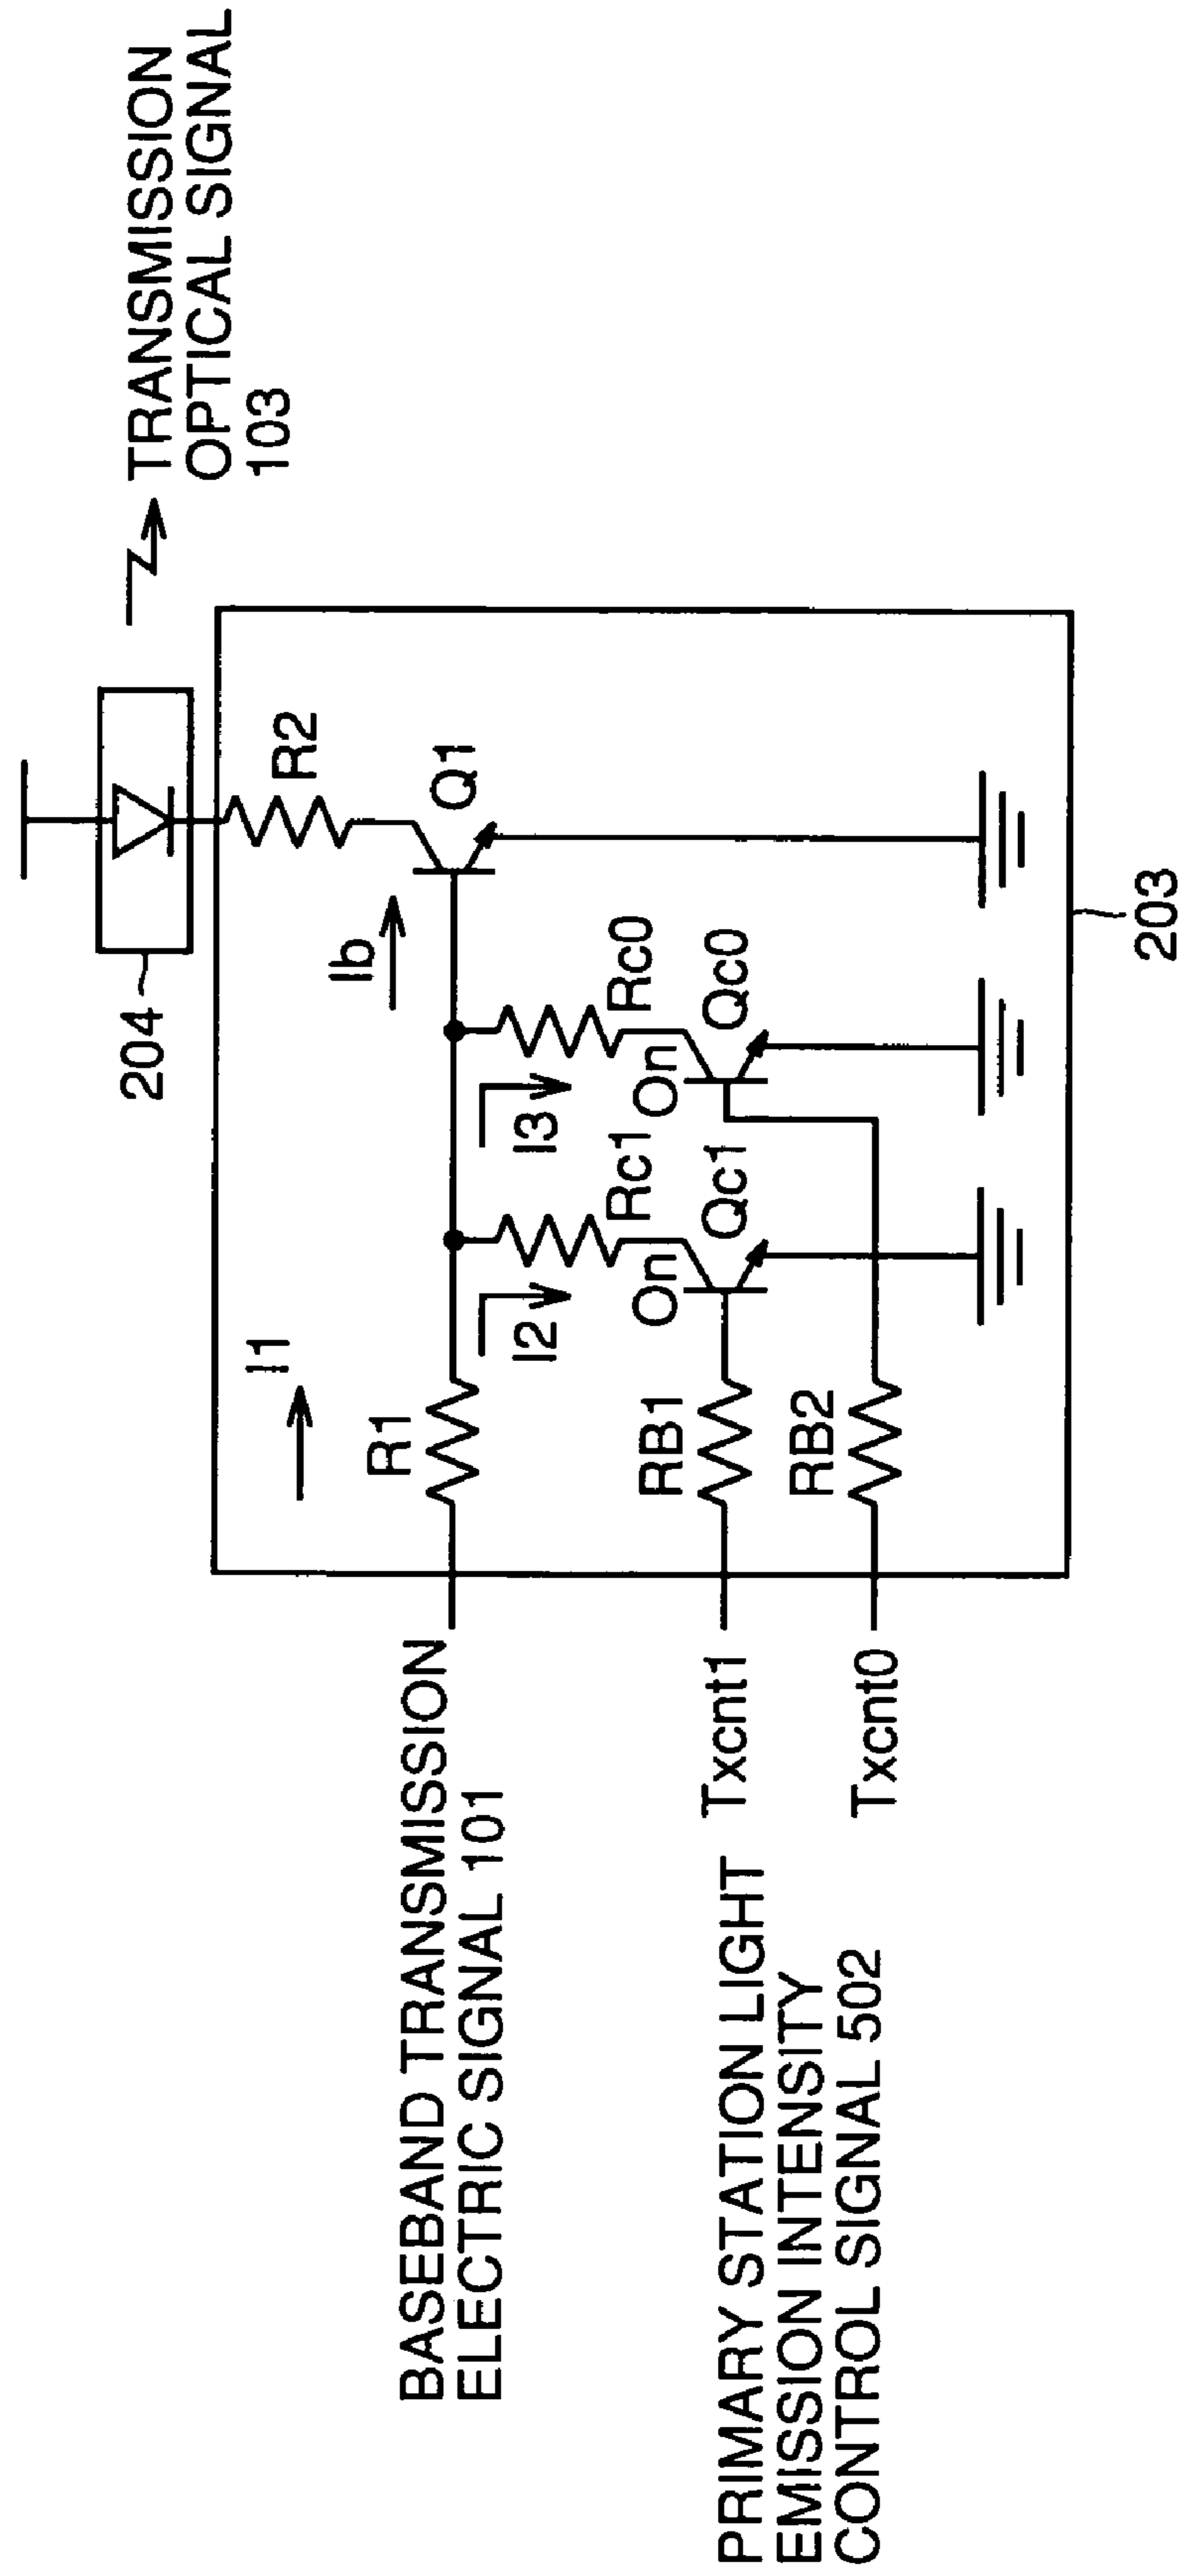 TRANSMISSION
OPTICAL SIGNAL
103
204
I1
Ib
R2
R1
Q1
I2
I3
Rc1
Rc0
On
On
Qc1
Qc0
RB1
RB2
BASEBAND TRANSMISSION
ELECTRIC SIGNAL 101
PRIMARY STATION LIGHT
EMISSION INTENSITY
CONTROL SIGNAL 502
Txcnt1
Txcnt0
203